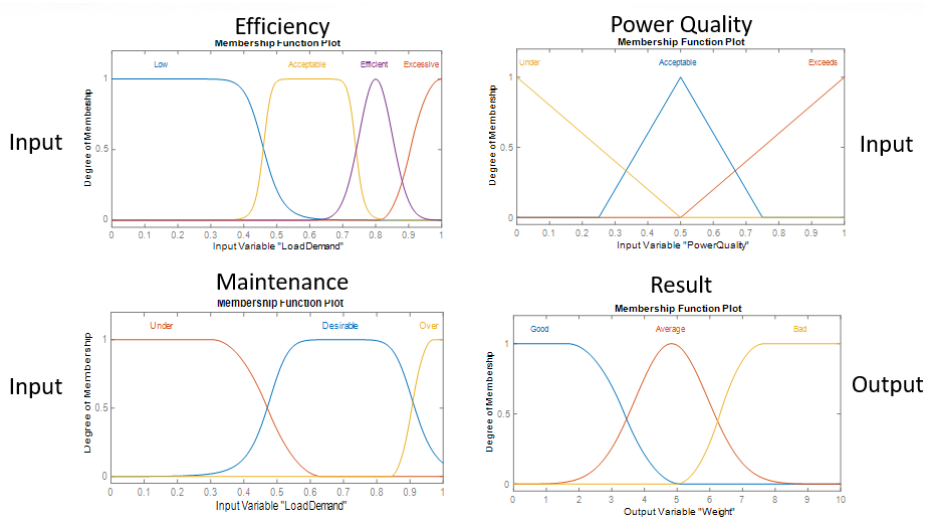 Efficiency
Membership Function Plot
Low Acceptable Efficient Excessive
1
0.5
0
Degree of Membership
0 0.1 0.2 0.3 0.4 0.5 0.6 0.7 0.8 0.9 1
Input Variable "LoadDemand"
Input
Power Quality
Membership Function Plot
Under Acceptable Exceeds
1
0.5
0
Degree of Membership
0 0.1 0.2 0.3 0.4 0.5 0.6 0.7 0.8 0.9 1
Input Variable "PowerQuality"
Input
Maintenance
Membership Function Plot
Under Desirable Over
1
0.5
0
Degree of Membership
0 0.1 0.2 0.3 0.4 0.5 0.6 0.7 0.8 0.9 1
Input Variable "LoadDemand"
Input
Result
Membership Function Plot
Good Average Bad
1
0.5
0
Degree of Membership
0 1 2 3 4 5 6 7 8 9 10
Output Variable "Weight"
Output